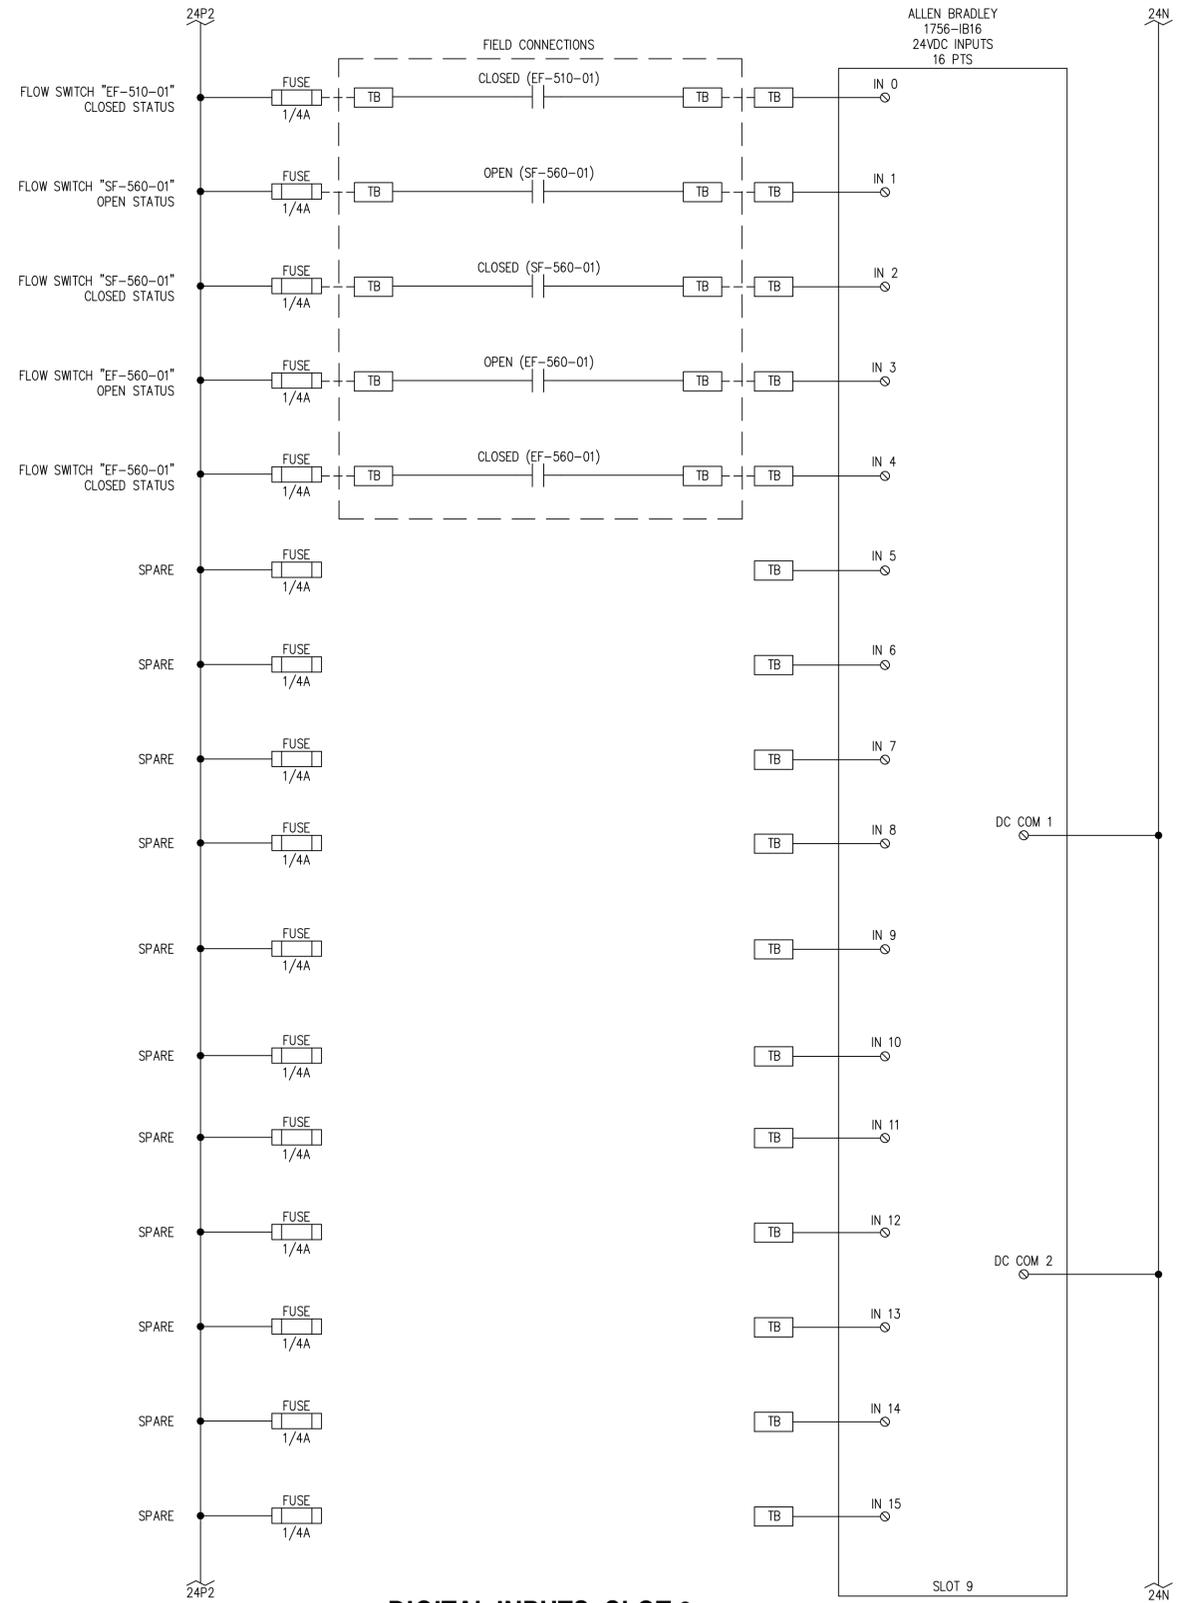 24P2
ALLEN BRADLEY
1756-IB16
24VDC INPUTS
16 PTS
24N
FIELD CONNECTIONS
FLOW SWITCH "EF-510-01"
CLOSED STATUS
FUSE
1/4A
TB
CLOSED (EF-510-01)
TB
TB
IN 0
FLOW SWITCH "SF-560-01"
OPEN STATUS
FUSE
1/4A
TB
OPEN (SF-560-01)
TB
TB
IN 1
FLOW SWITCH "SF-560-01"
CLOSED STATUS
FUSE
1/4A
TB
CLOSED (SF-560-01)
TB
TB
IN 2
FLOW SWITCH "EF-560-01"
OPEN STATUS
FUSE
1/4A
TB
OPEN (EF-560-01)
TB
TB
IN 3
FLOW SWITCH "EF-560-01"
CLOSED STATUS
FUSE
1/4A
TB
CLOSED (EF-560-01)
TB
TB
IN 4
SPARE
FUSE
1/4A
TB
IN 5
SPARE
FUSE
1/4A
TB
IN 6
SPARE
FUSE
1/4A
TB
IN 7
SPARE
FUSE
1/4A
TB
IN 8
DC COM 1
SPARE
FUSE
1/4A
TB
IN 9
SPARE
FUSE
1/4A
TB
IN 10
SPARE
FUSE
1/4A
TB
IN 11
SPARE
FUSE
1/4A
TB
IN 12
DC COM 2
SPARE
FUSE
1/4A
TB
IN 13
SPARE
FUSE
1/4A
TB
IN 14
SPARE
FUSE
1/4A
TB
IN 15
24P2
SLOT 9
24N
DIGITAL INPUTS, SLOT